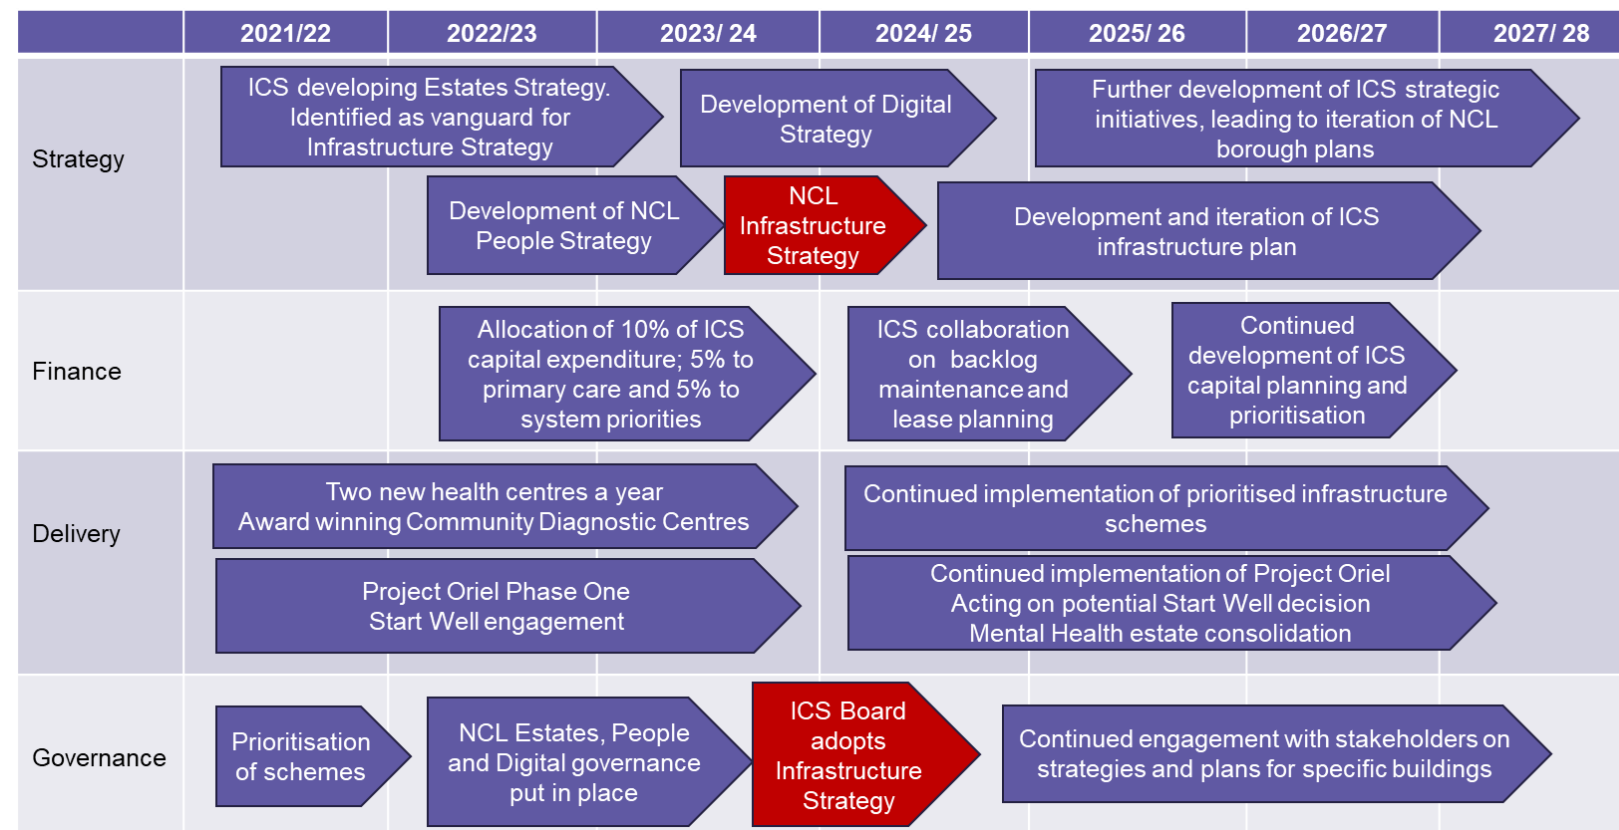 2021/22
2022/23
2023/ 24
2024/ 25
2025/ 26
2026/27
2027/ 28
Strategy
ICS developing Estates Strategy.
Identified as vanguard for
Infrastructure Strategy
Development of Digital
Strategy
Further development of ICS strategic
initiatives, leading to iteration of NCL
borough plans
Development of NCL
People Strategy
NCL
Infrastructure
Strategy
Development and iteration of ICS
infrastructure plan
Finance
Allocation of 10% of ICS
capital expenditure; 5% to
primary care and 5% to
system priorities
ICS collaboration
on backlog
maintenance and
lease planning
Continued
development of ICS
capital planning and
prioritisation
Delivery
Two new health centres a year
Award winning Community Diagnostic Centres
Continued implementation of prioritised infrastructure
schemes
Project Oriel Phase One
Start Well engagement
Continued implementation of Project Oriel
Acting on potential Start Well decision
Mental Health estate consolidation
Governance
Prioritisation
of schemes
NCL Estates, People
and Digital governance
put in place
ICS Board
adopts
Infrastructure
Strategy
Continued engagement with stakeholders on
strategies and plans for specific buildings